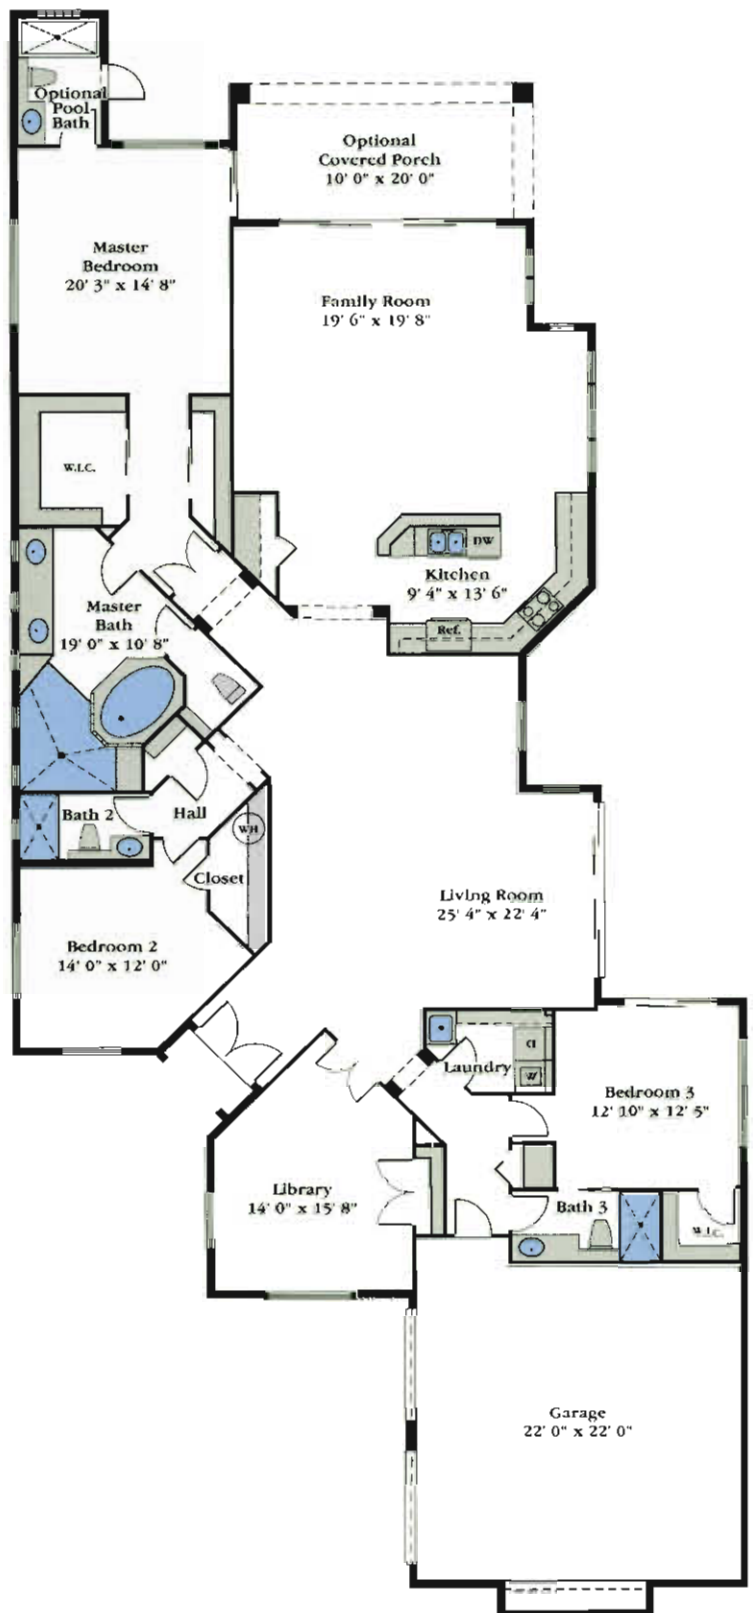 Optional
Pool
Bath
Optional
Covered Porch
10' 0" x 20' 0"
Master
Bedroom
20' 3" x 14' 8"
Family Room
19' 6" x 19' 8"
W.I.C.
DW
Kitchen
9' 4" x 13' 6"
Ref.
Master
Bath
19' 0" x 10' 8"
Bath 2
Hall
WH
Closet
Living Room
25' 4" x 22' 4"
Bedroom 2
14' 0" x 12' 0"
Laundry
W
Bedroom 3
12' 10" x 12' 5"
Library
14' 0" x 15' 8"
Bath 3
W.I.C.
Garage
22' 0" x 22' 0"